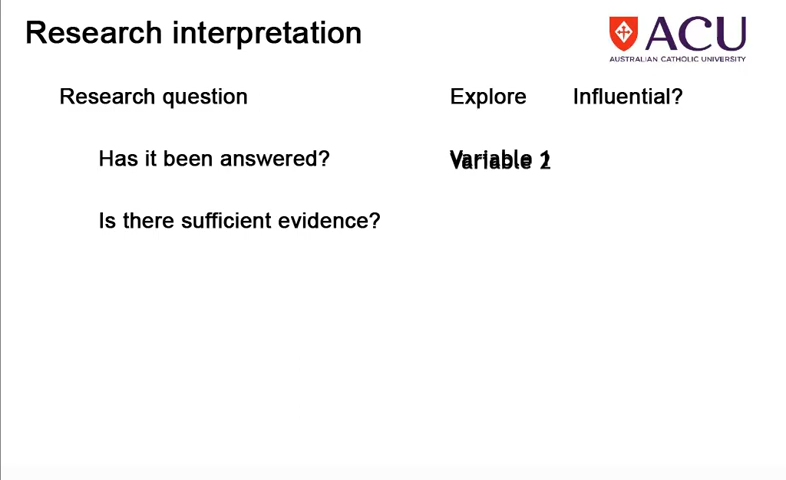 Research interpretation
ACU
AUSTRALIAN CATHOLIC UNIVERSITY
Research question
Explore
Influential?
Has it been answered?
Variable
Is there sufficient evidence?